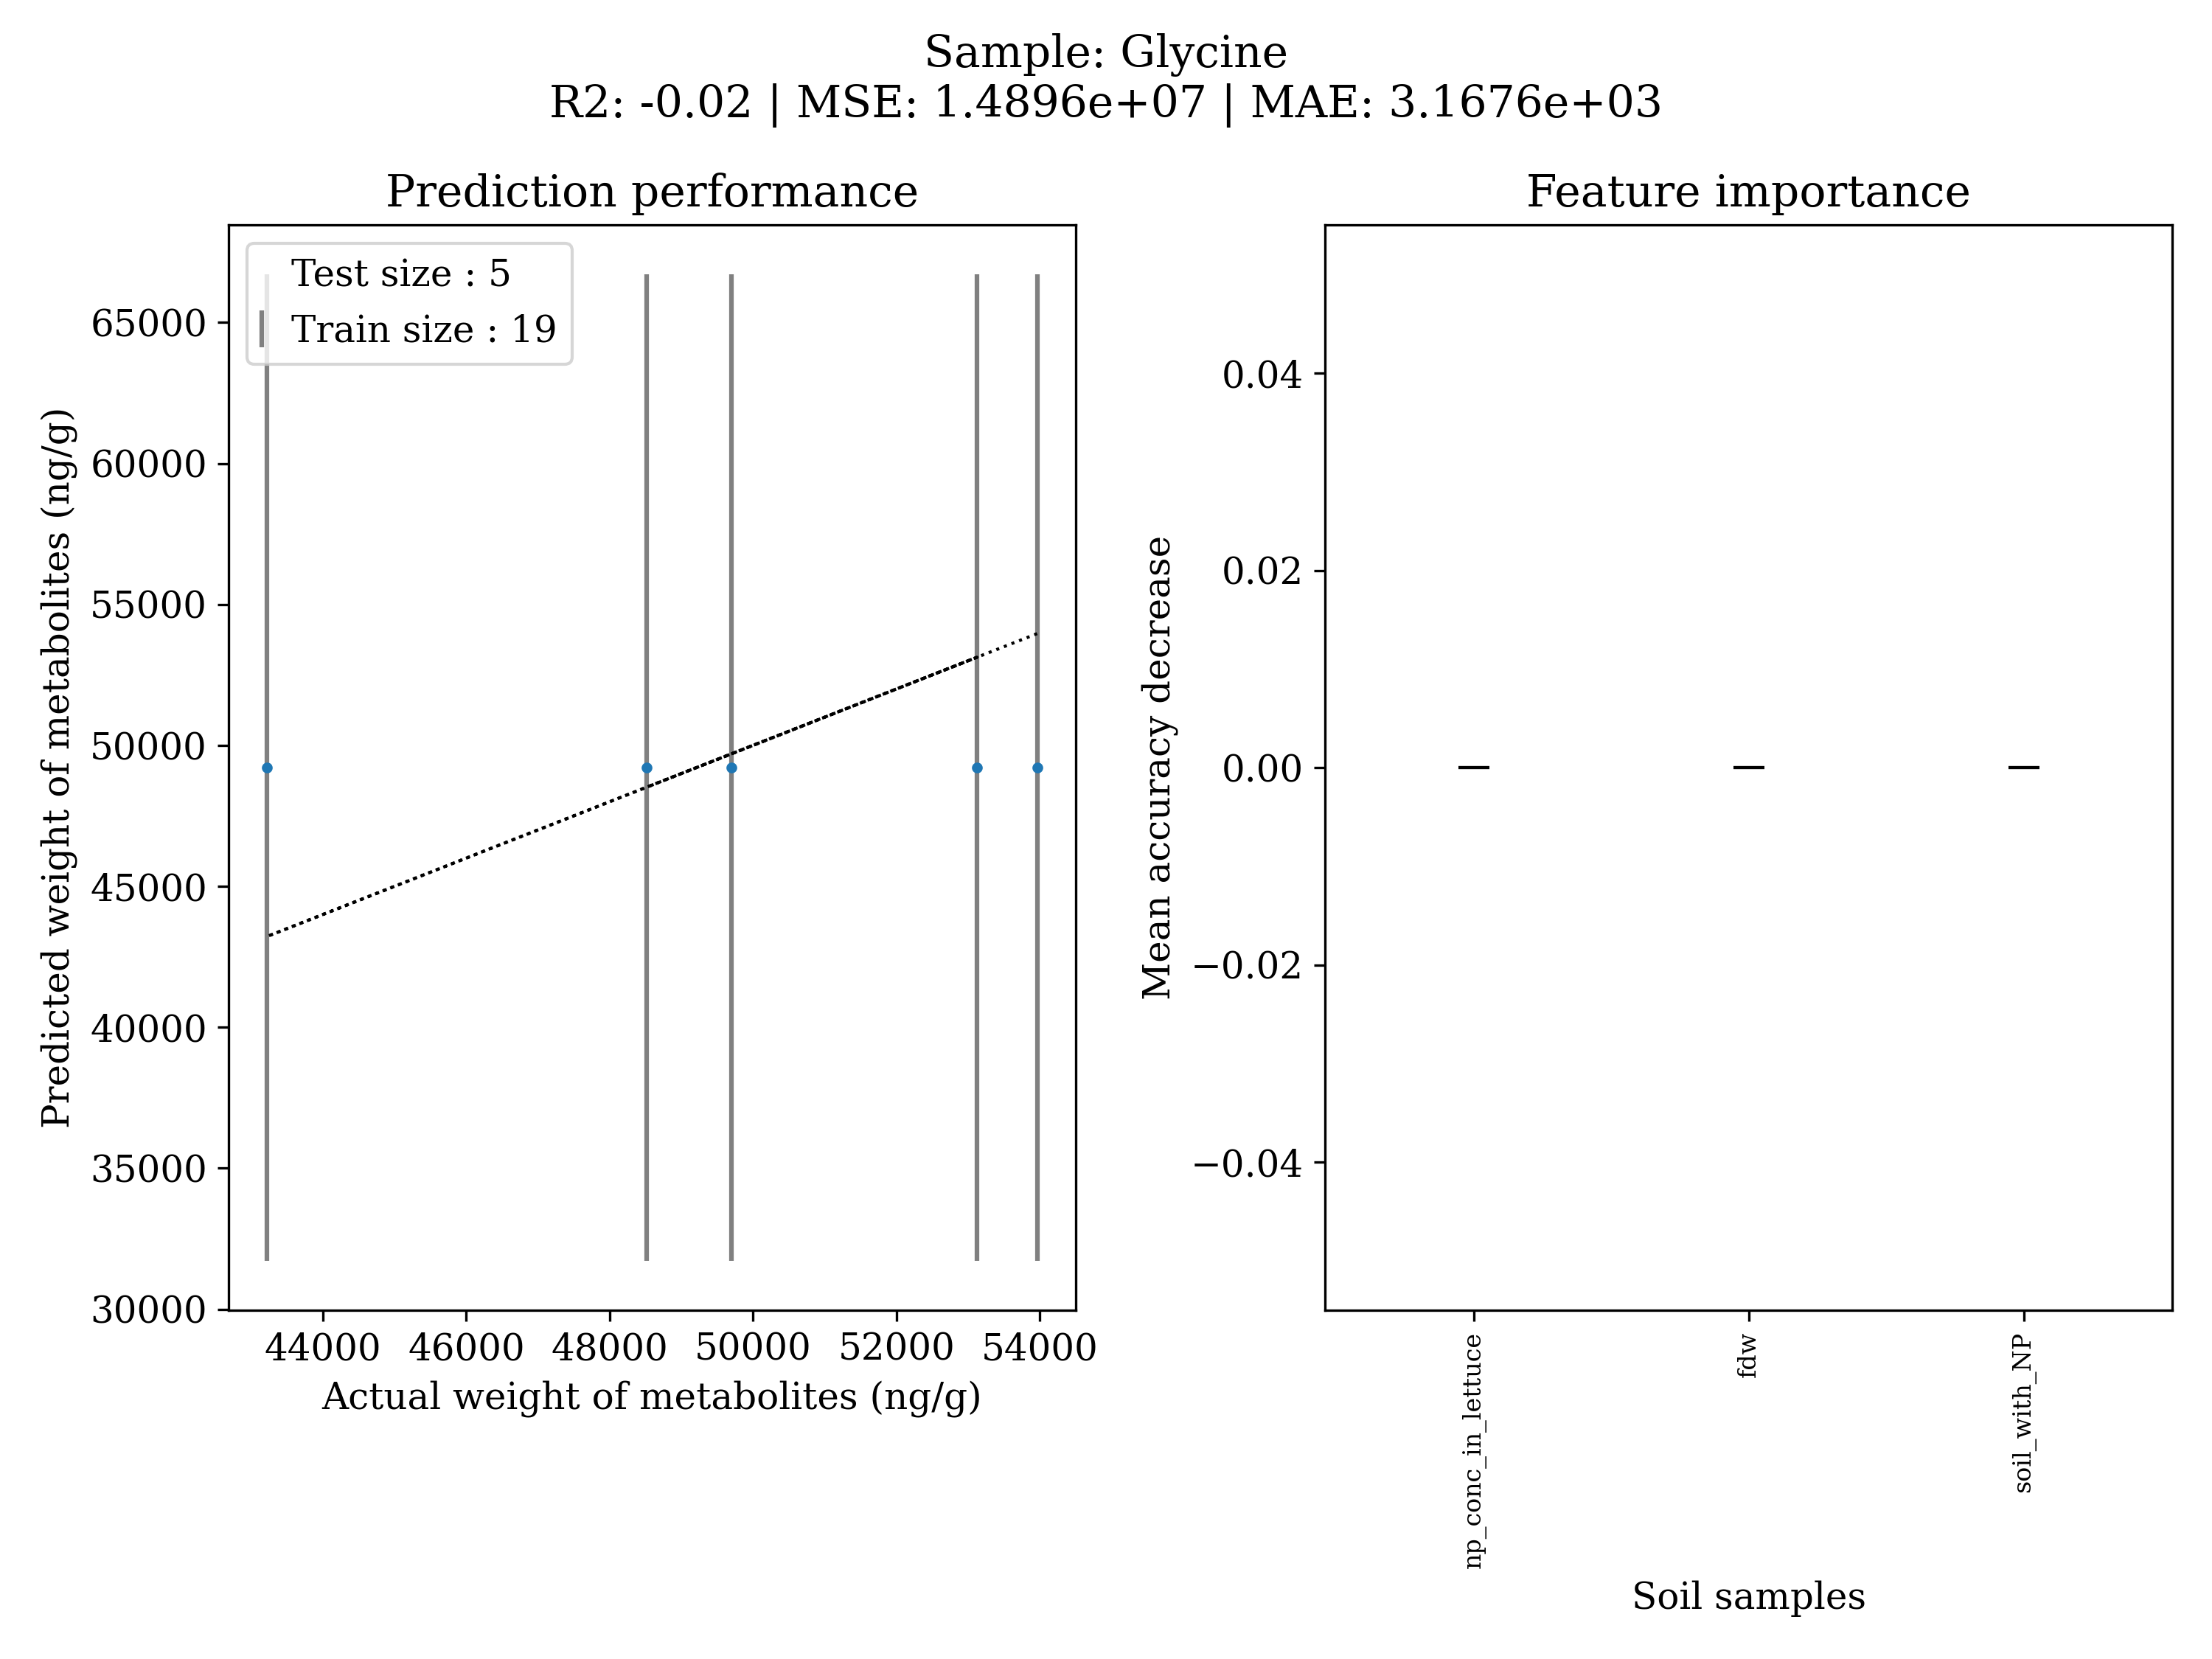 Sample: Glycine
R2: -0.02 | MSE: 1.4896e+07 | MAE: 3.1676e+03
Prediction performance
Test size : 5
Train size : 19
Predicted weight of metabolites (ng/g)
65000
60000
55000
50000
45000
40000
35000
30000
44000 46000 48000 50000 52000 54000
Actual weight of metabolites (ng/g)
Feature importance
Mean accuracy decrease
0.04
0.02
0.00
−0.02
−0.04
np_conc_in_lettuce
fdw
soil_with_NP
Soil samples